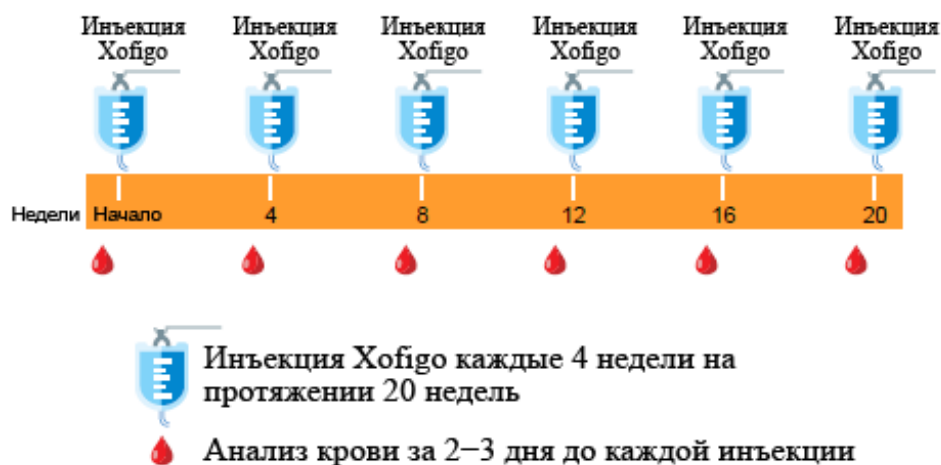 Инъекция Xofigo
Инъекция Xofigo
Инъекция Xofigo
Инъекция Xofigo
Инъекция Xofigo
Инъекция Xofigo
Недели Начало 4 8 12 16 20
Инъекция Xofigo каждые 4 недели на
протяжении 20 недель
Анализ крови за 2–3 дня до каждой инъекции